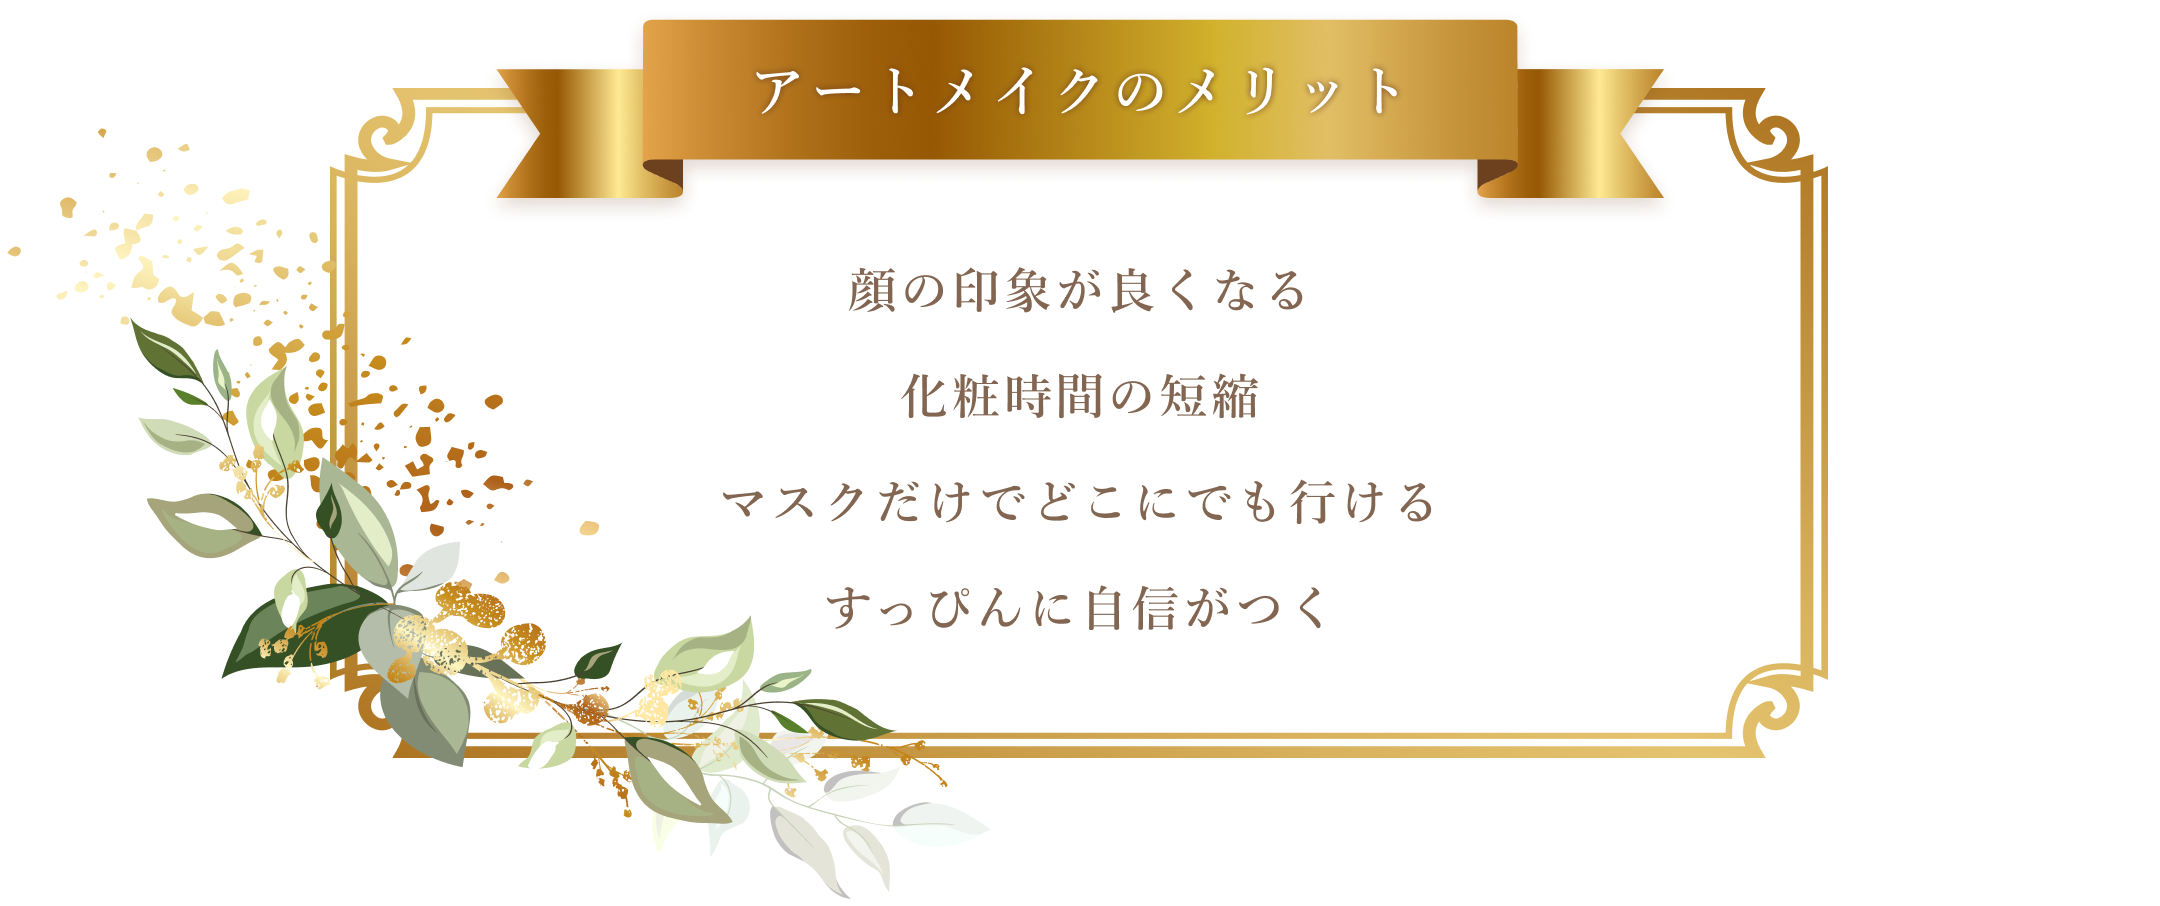 アートメイクのメリット
顔の印象が良くなる
化粧時間の短縮
マスクだけでどこにでも行ける
すっぴんに自信がつく